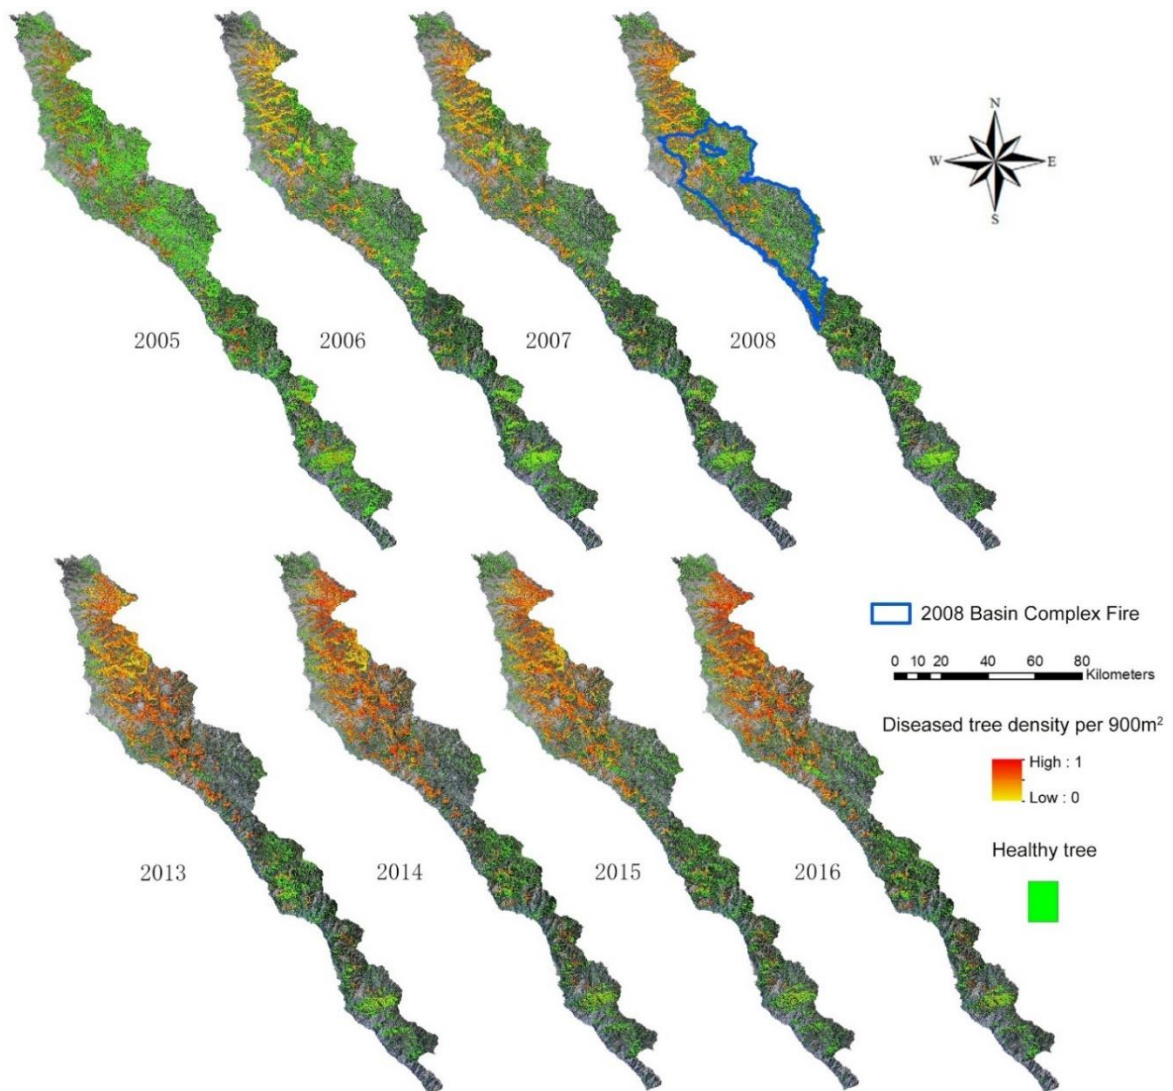 N
W E
S
2005
2006
2007
2008
2008 Basin Complex Fire
0 10 20 40 60 80
Kilometers
Diseased tree density per 900m²
High : 1
Low : 0
Healthy tree
2013
2014
2015
2016